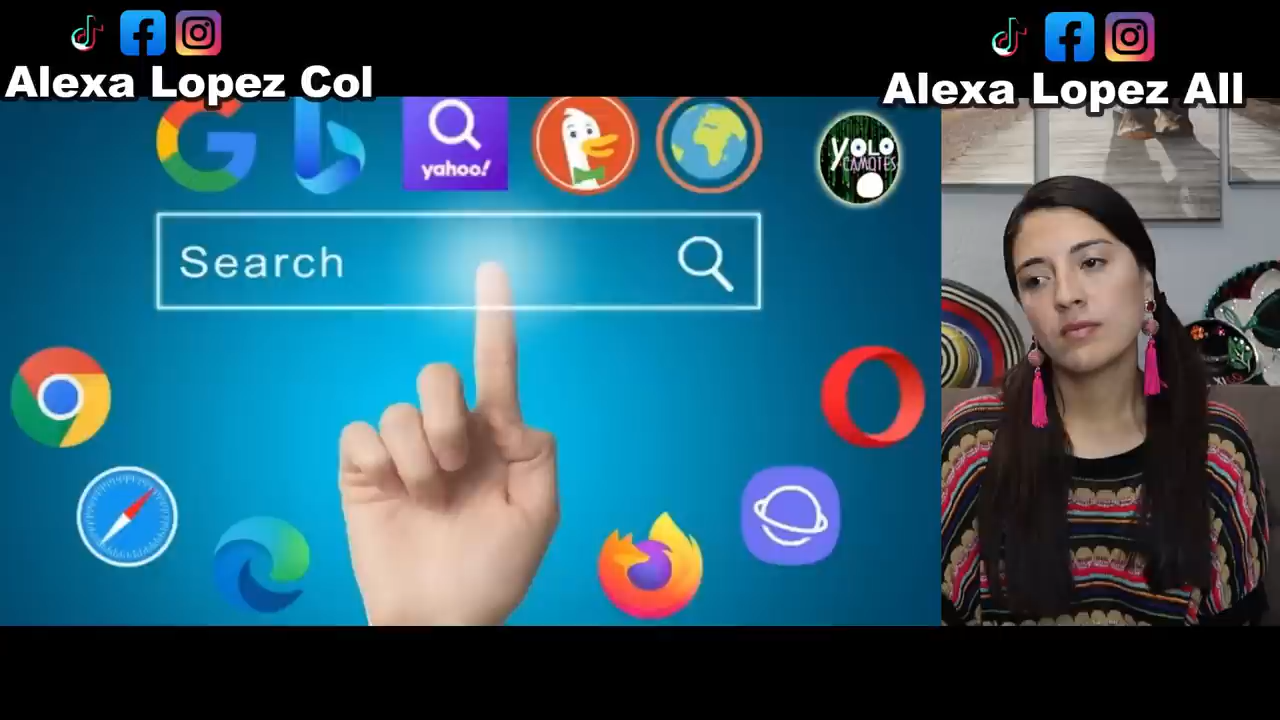 Alexa Lopez Col
Alexa Lopez All
yahoo!
YOLO
CAMOTES
Search